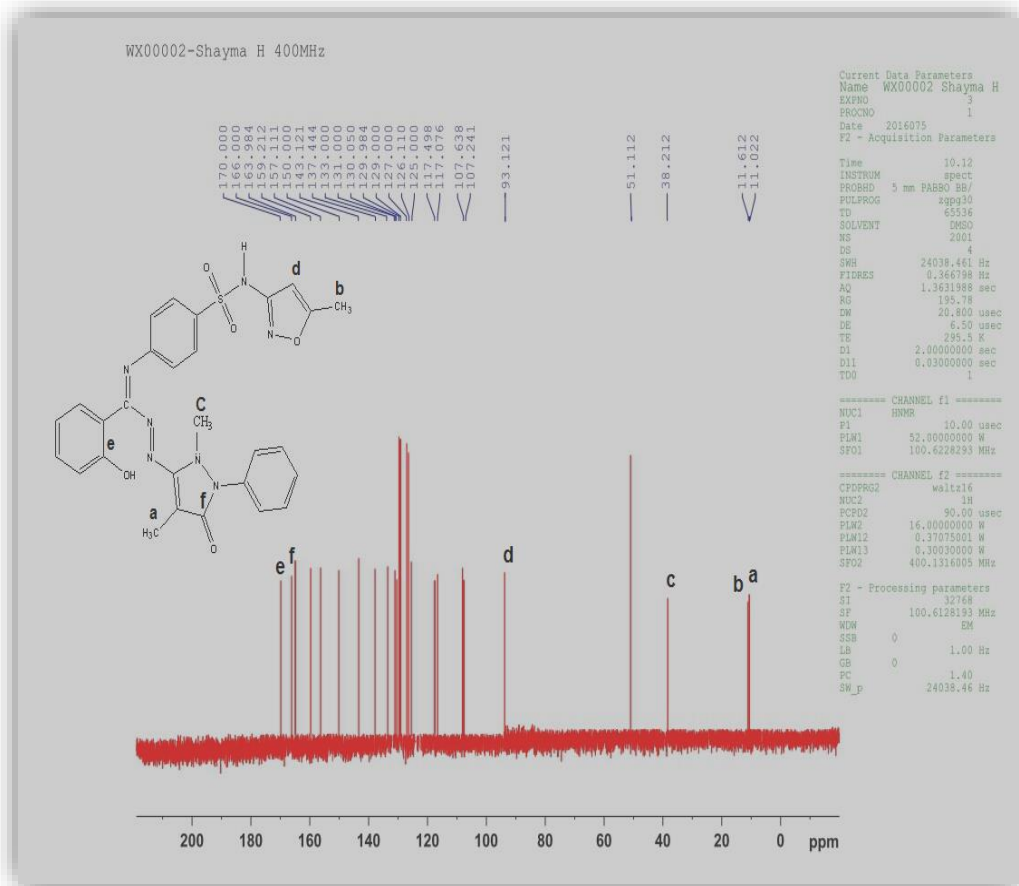 WX00002-Shayma H 400MHz
170.000
166.000
163.984
159.212
157.111
150.000
143.121
137.444
133.000
131.000
130.050
129.984
129.000
127.000
126.110
125.000
117.498
117.076
107.638
107.241
93.121
51.112
38.212
11.612
11.022
H
O
N
d
b
S
CH3
O
N
O
N
C
C
N
CH3
e
N
N
OH
N
f
a
H3C
O
e
f
d
c
b
a
200 180 160 140 120 100 80 60 40 20 0 ppm
Current Data Parameters
Name WX00002 Shayma H
EXPNO 3
PROCNO 1
Date 2016075
F2 - Acquisition Parameters
Time 10.12
INSTRUM spect
PROBHD 5 mm PABBO BB/
PULPROG zgpg30
TD 65536
SOLVENT DMSO
NS 2001
DS 4
SWH 24038.461 Hz
FIDRES 0.366798 Hz
AQ 1.3631988 sec
RG 195.78
DW 20.800 usec
DE 6.50 usec
TE 295.5 K
D1 2.00000000 sec
D11 0.03000000 sec
TD0 1
======== CHANNEL f1 ========
NUC1 HNMR
P1 10.00 usec
PLW1 52.00000000 W
SFO1 100.6228293 MHz
======== CHANNEL f2 ========
CPDPRG2 waltz16
NUC2 1H
PCPD2 90.00 usec
PLW2 16.00000000 W
PLW12 0.37075001 W
PLW13 0.30030000 W
SFO2 400.1316005 MHz
F2 - Processing parameters
SI 32768
SF 100.6128193 MHz
WDW EM
SSB 0
LB 1.00 Hz
GB 0
PC 1.40
SW_p 24038.46 Hz